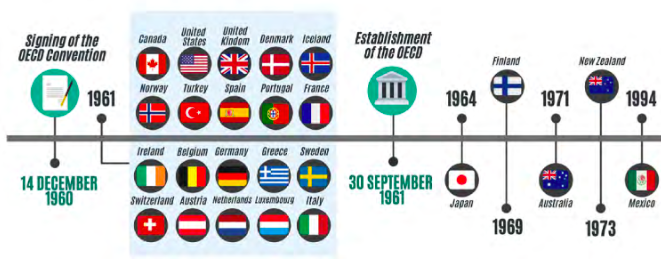 Signing of the
OECD Convention
14 DECEMBER
1960
1961
Canada
United
States
United
Kindom
Denmark
Iceland
Norway
Turkey
Spain
Portugal
France
Ireland
Belgium
Germany
Greece
Sweden
Switzerland
Austria
Netherlands
Luxembourg
Italy
Establishment
of the OECD
30 SEPTEMBER
1961
1964
Japan
Finland
1969
1971
Australia
New Zealand
1973
1994
Mexico